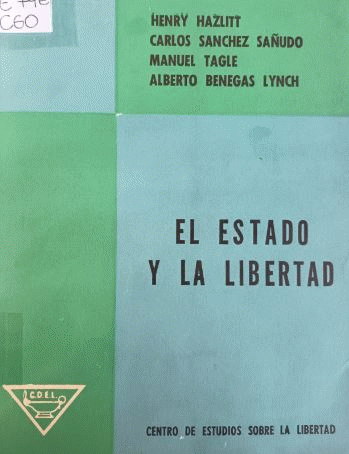 C60
HENRY HAZLITT
CARLOS SANCHEZ SAÑUDO
MANUEL TAGLE
ALBERTO BENEGAS LYNCH
EL ESTADO
Y LA LIBERTAD
C.D.E.L.
CENTRO DE ESTUDIOS SOBRE LA LIBERTAD